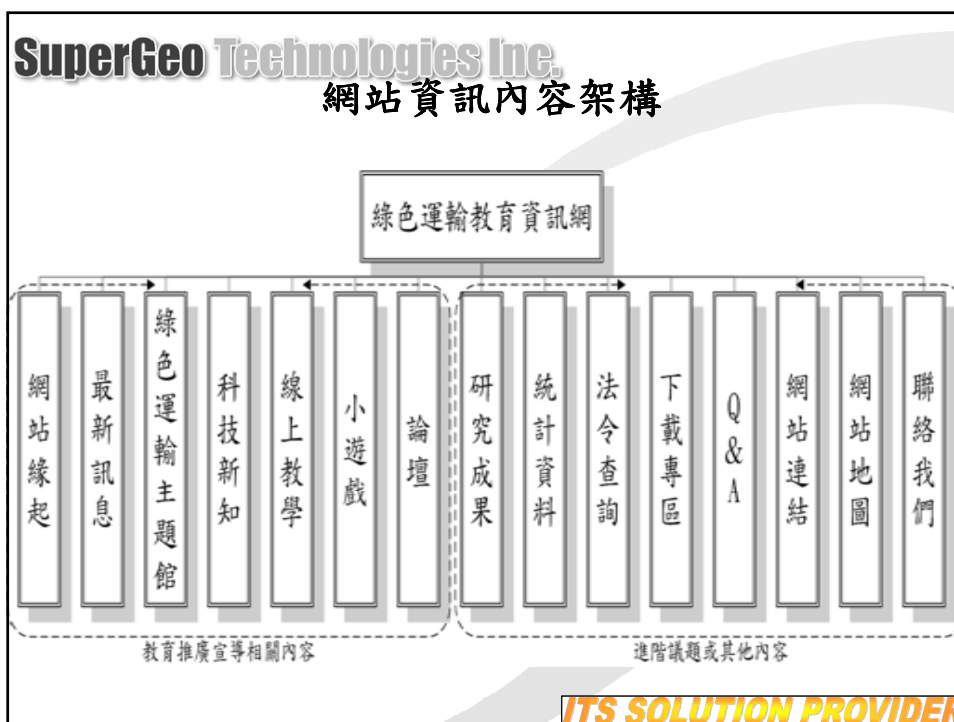 SuperGeo Technologies Inc.
網站資訊內容架構
綠色運輸教育資訊網
網站緣起
最新訊息
綠色運輸主題館
科技新知
線上教學
小遊戲
論壇
研究成果
統計資料
法令查詢
下載專區
Q&A
網站連結
網站地圖
聯絡我們
教育推廣宣導相關內容
進階議題或其他內容
ITS SOLUTION PROVIDER